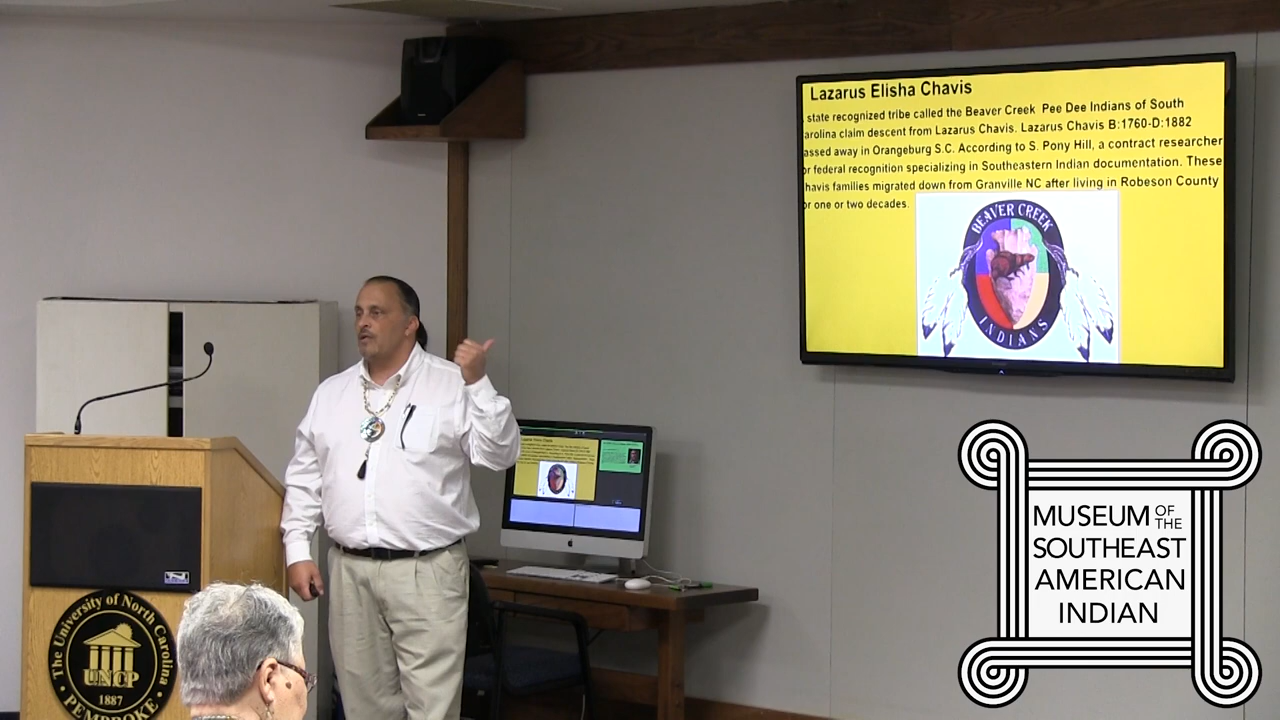 Lazarus Elisha Chavis
state recognized tribe called the Beaver Creek Pee Dee Indians of South
arolina claim descent from Lazarus Chavis. Lazarus Chavis B:1760-D:1882
assed away in Orangeburg S.C. According to S. Pony Hill, a contract researcher
or federal recognition specializing in Southeastern Indian documentation. These
havis families migrated down from Granville NC after living in Robeson County
or one or two decades.
BEAVER CREEK
INDIANS
MUSEUM OF THE
SOUTHEAST
AMERICAN
INDIAN
The University of North Carolina
UNCP
1887
PEMBROKE